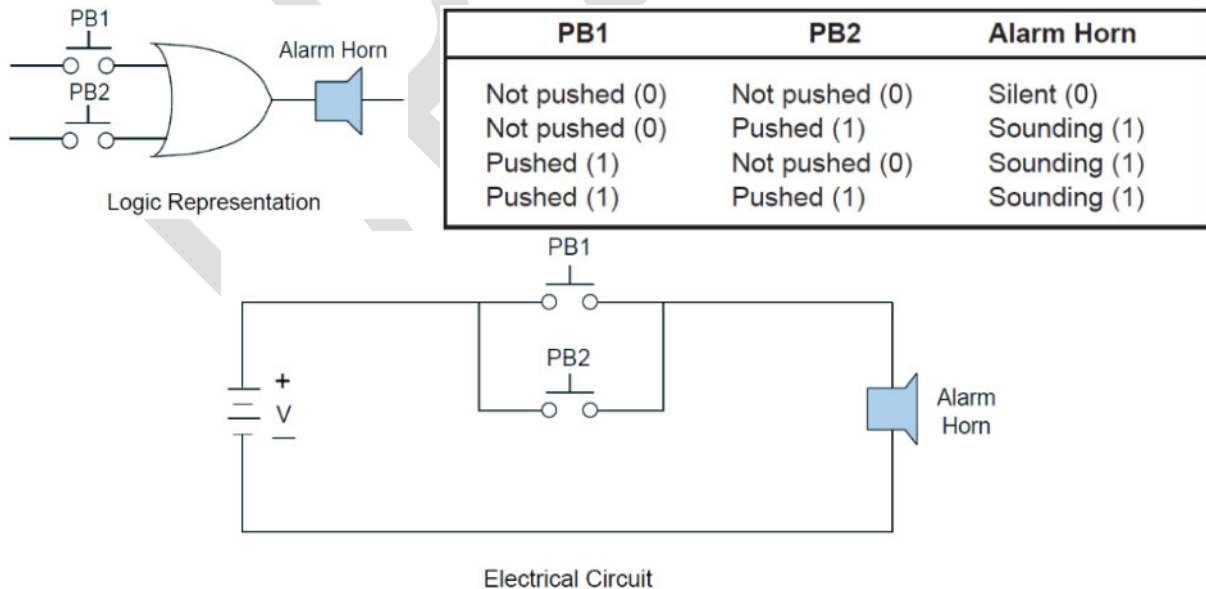 PB1
PB2
Alarm Horn
Logic Representation
PB1 PB2 Alarm Horn
Not pushed (0) Not pushed (0) Silent (0)
Not pushed (0) Pushed (1) Sounding (1)
Pushed (1) Not pushed (0) Sounding (1)
Pushed (1) Pushed (1) Sounding (1)
PB1
PB2
+
V
—
Alarm
Horn
Electrical Circuit